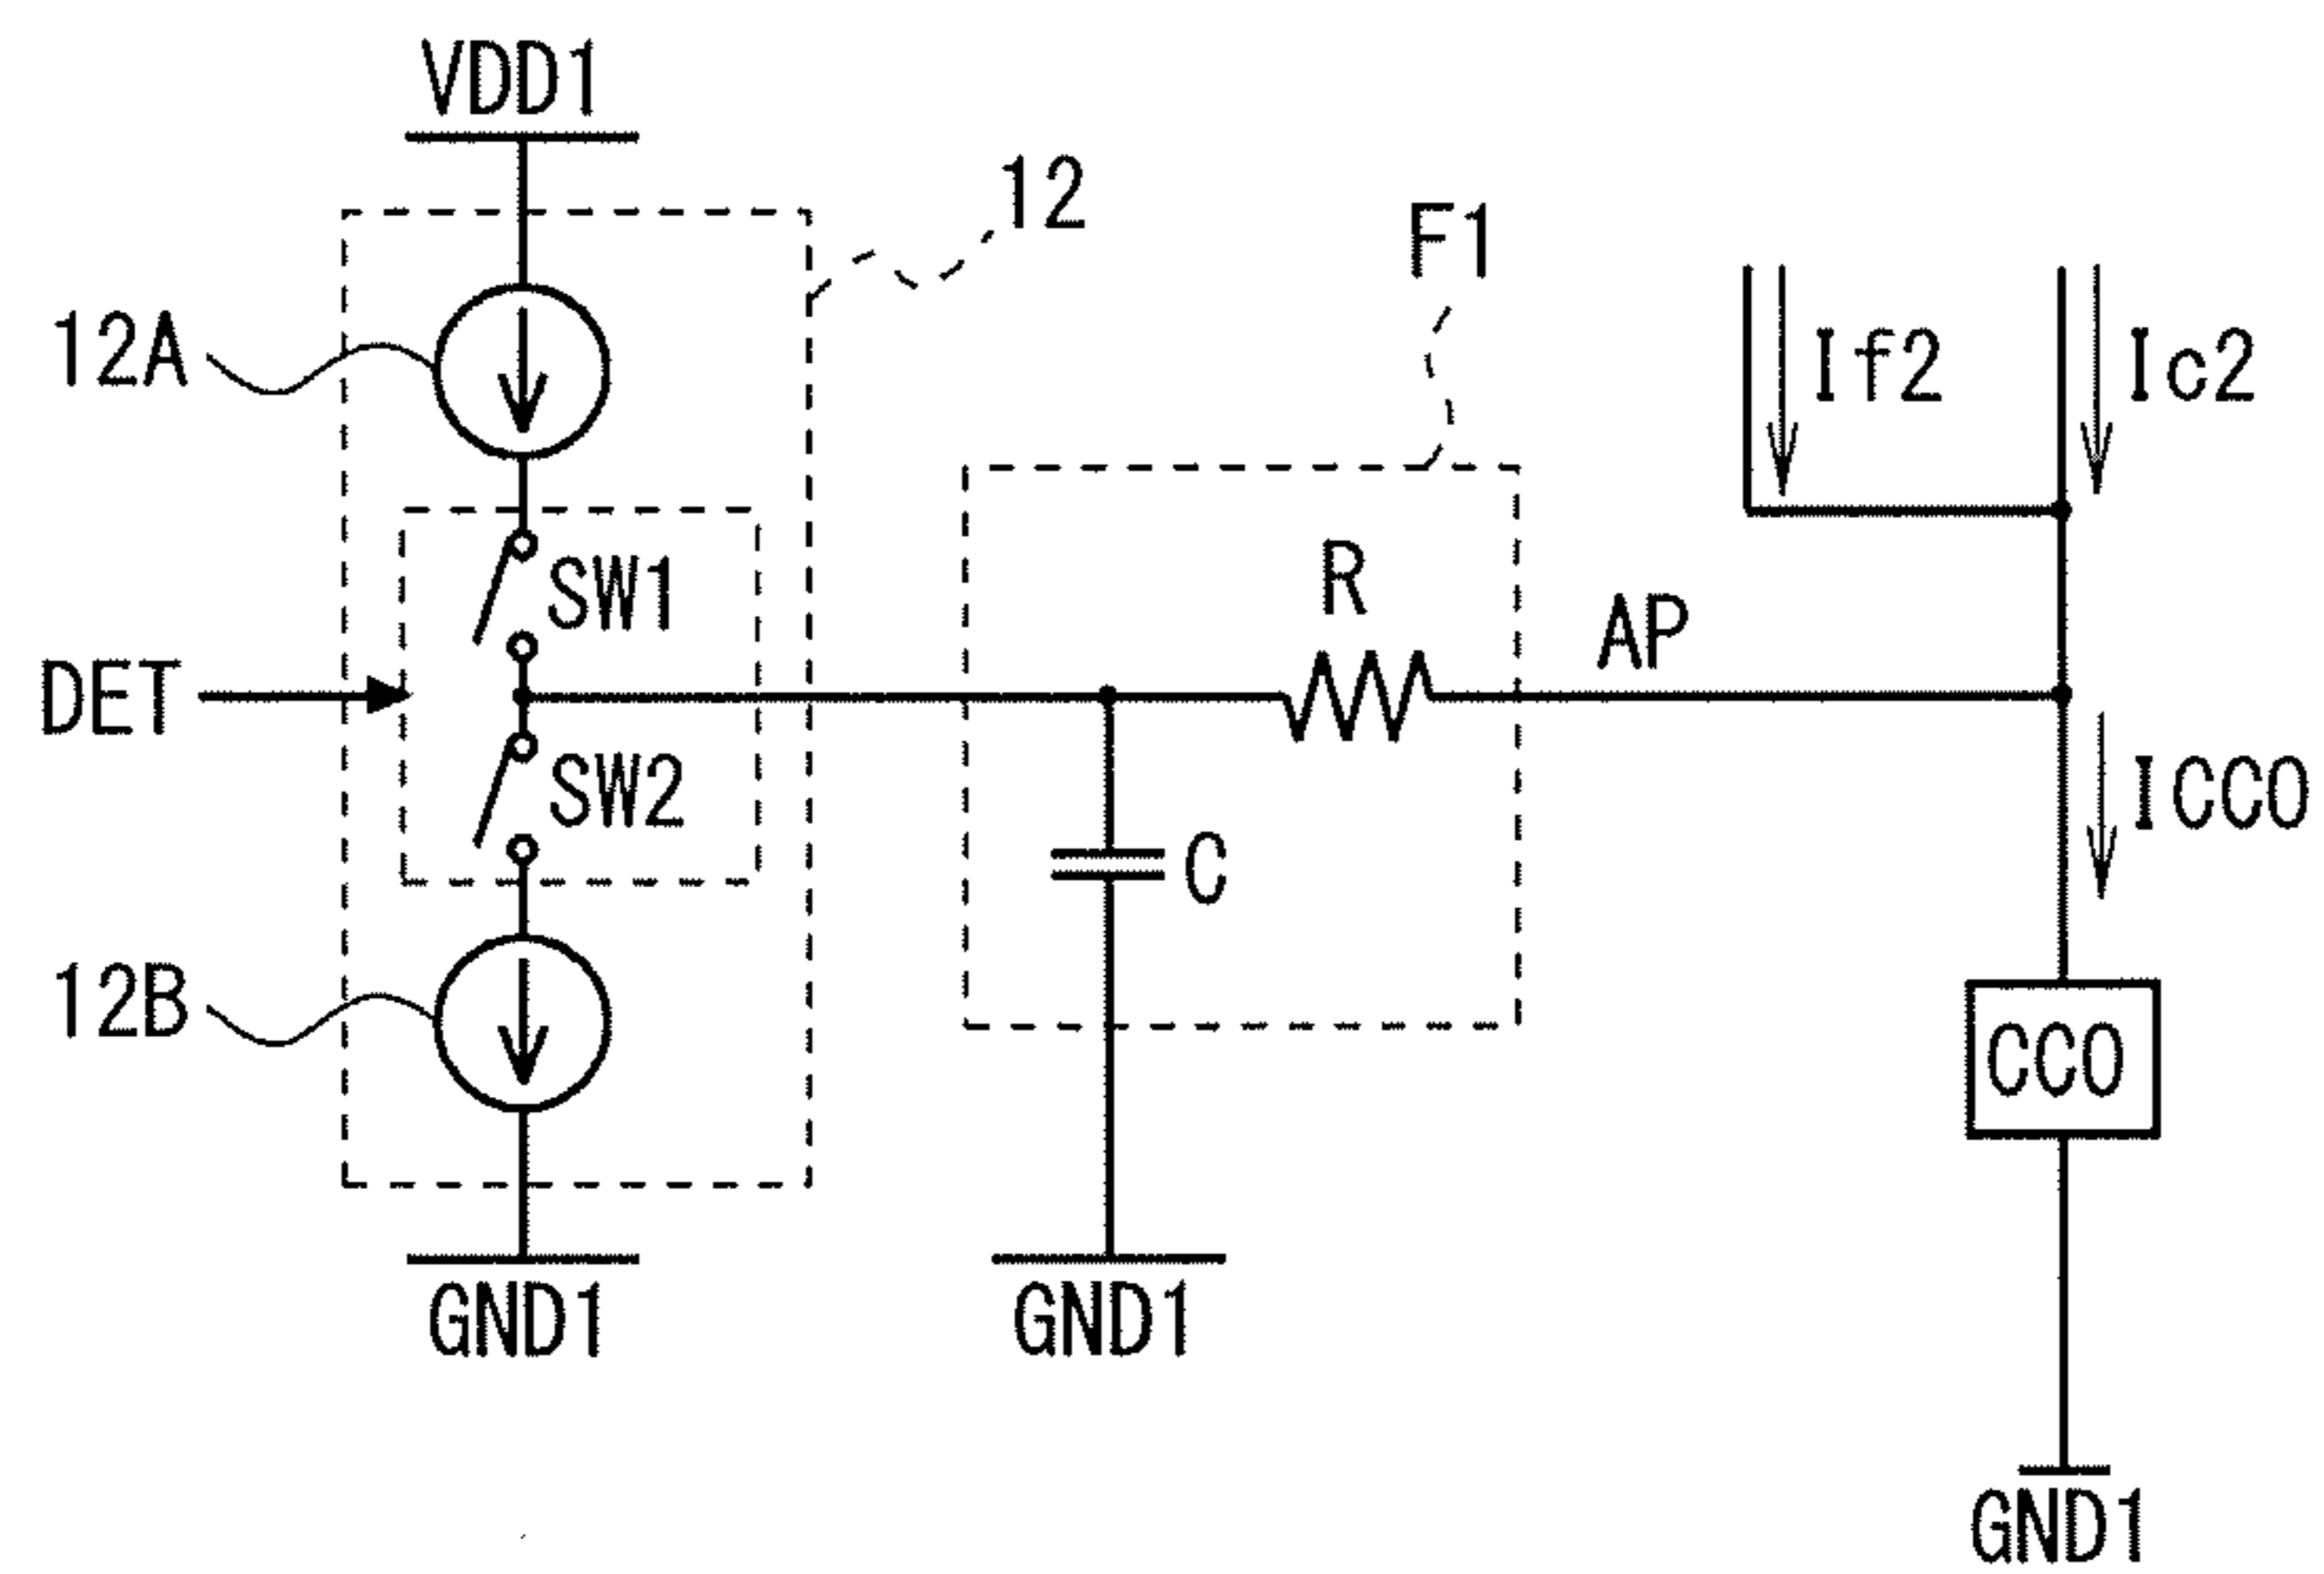 VDD1
12
F1
12A
If2
Ic2
SW1
R
AP
DET
SW2
C
ICCO
12B
CCO
GND1
GND1
GND1